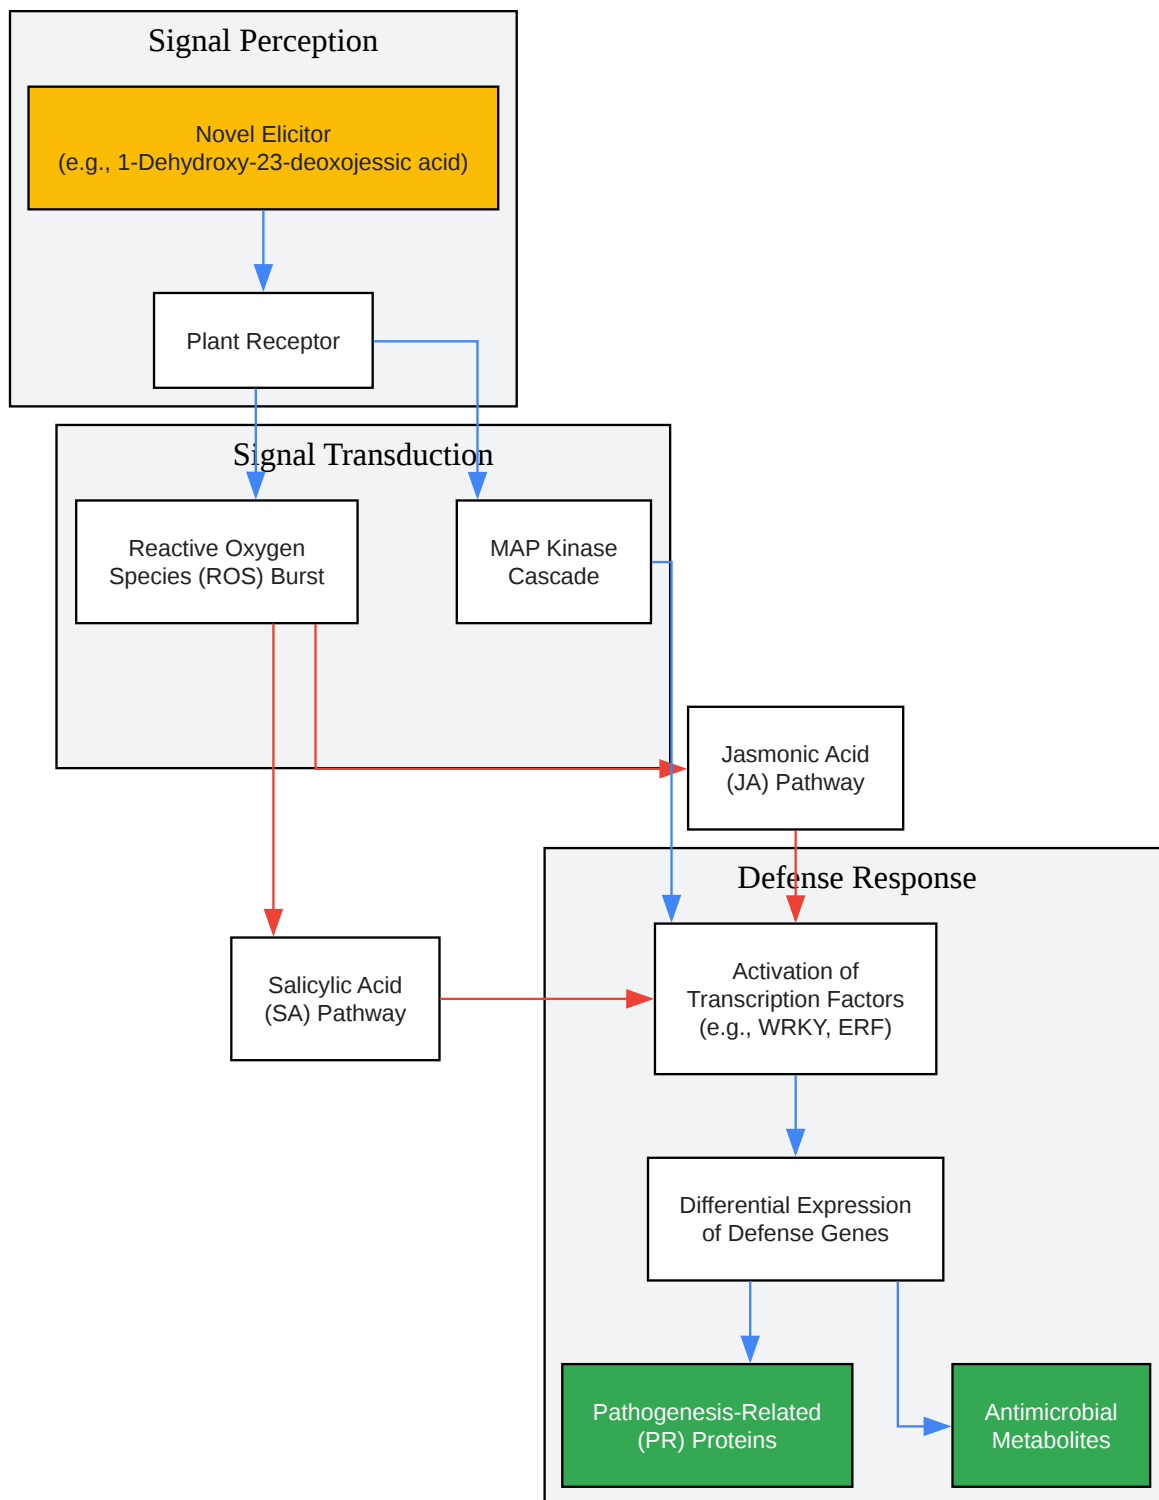 Signal Perception
Novel Elicitor
(e.g., 1-Dehydroxy-23-deoxojessic acid)
Plant Receptor
Signal Transduction
Reactive Oxygen
Species (ROS) Burst
MAP Kinase
Cascade
Jasmonic Acid
(JA) Pathway
Defense Response
Salicylic Acid
(SA) Pathway
Activation of
Transcription Factors
(e.g., WRKY, ERF)
Differential Expression
of Defense Genes
Pathogenesis-Related
(PR) Proteins
Antimicrobial
Metabolites